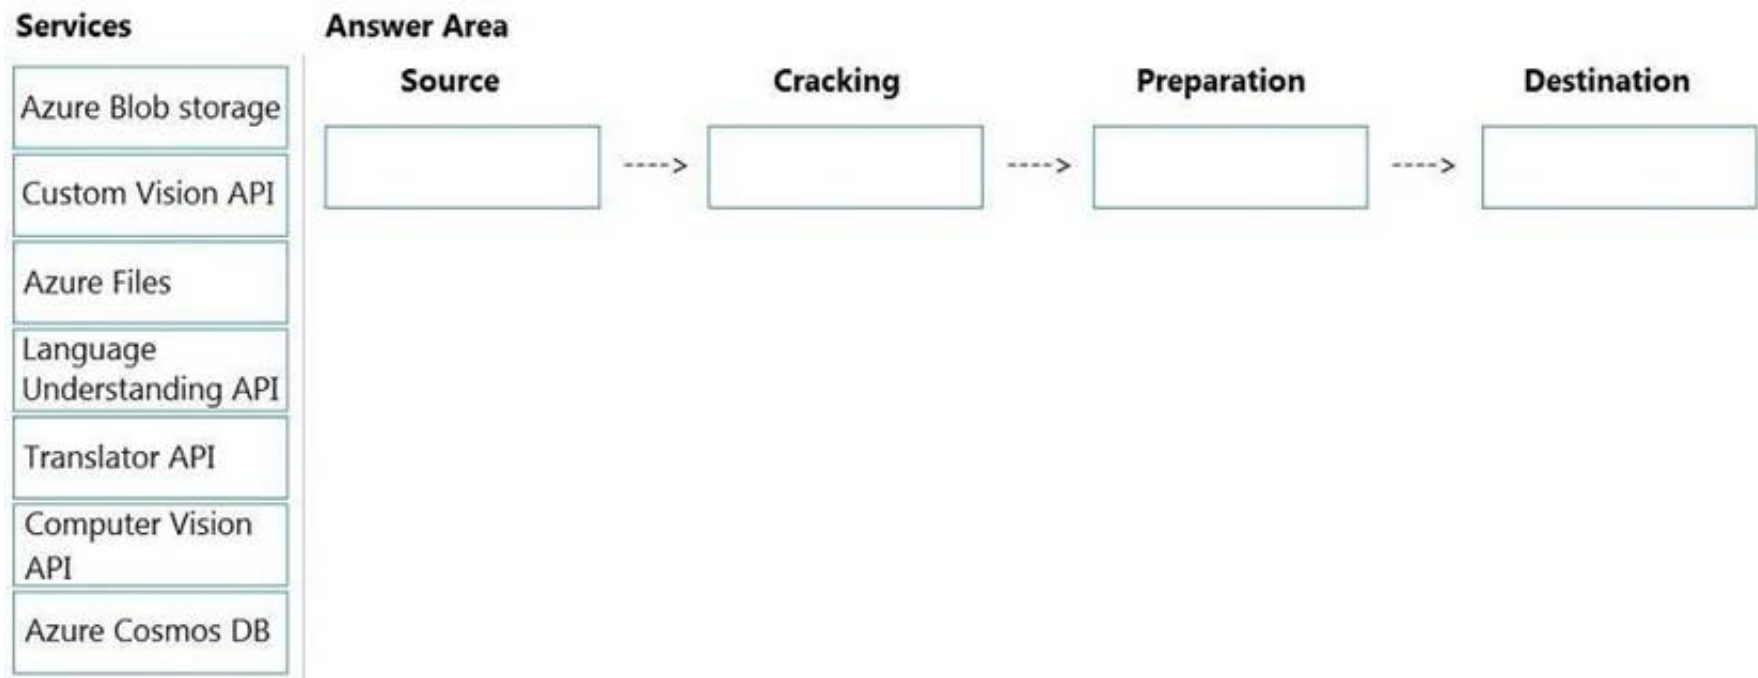 Services
Answer Area
Source
Cracking
Preparation
Destination
Azure Blob storage
Custom Vision API
Azure Files
Language
Understanding API
Translator API
Computer Vision
API
Azure Cosmos DB
---->
---->
---->